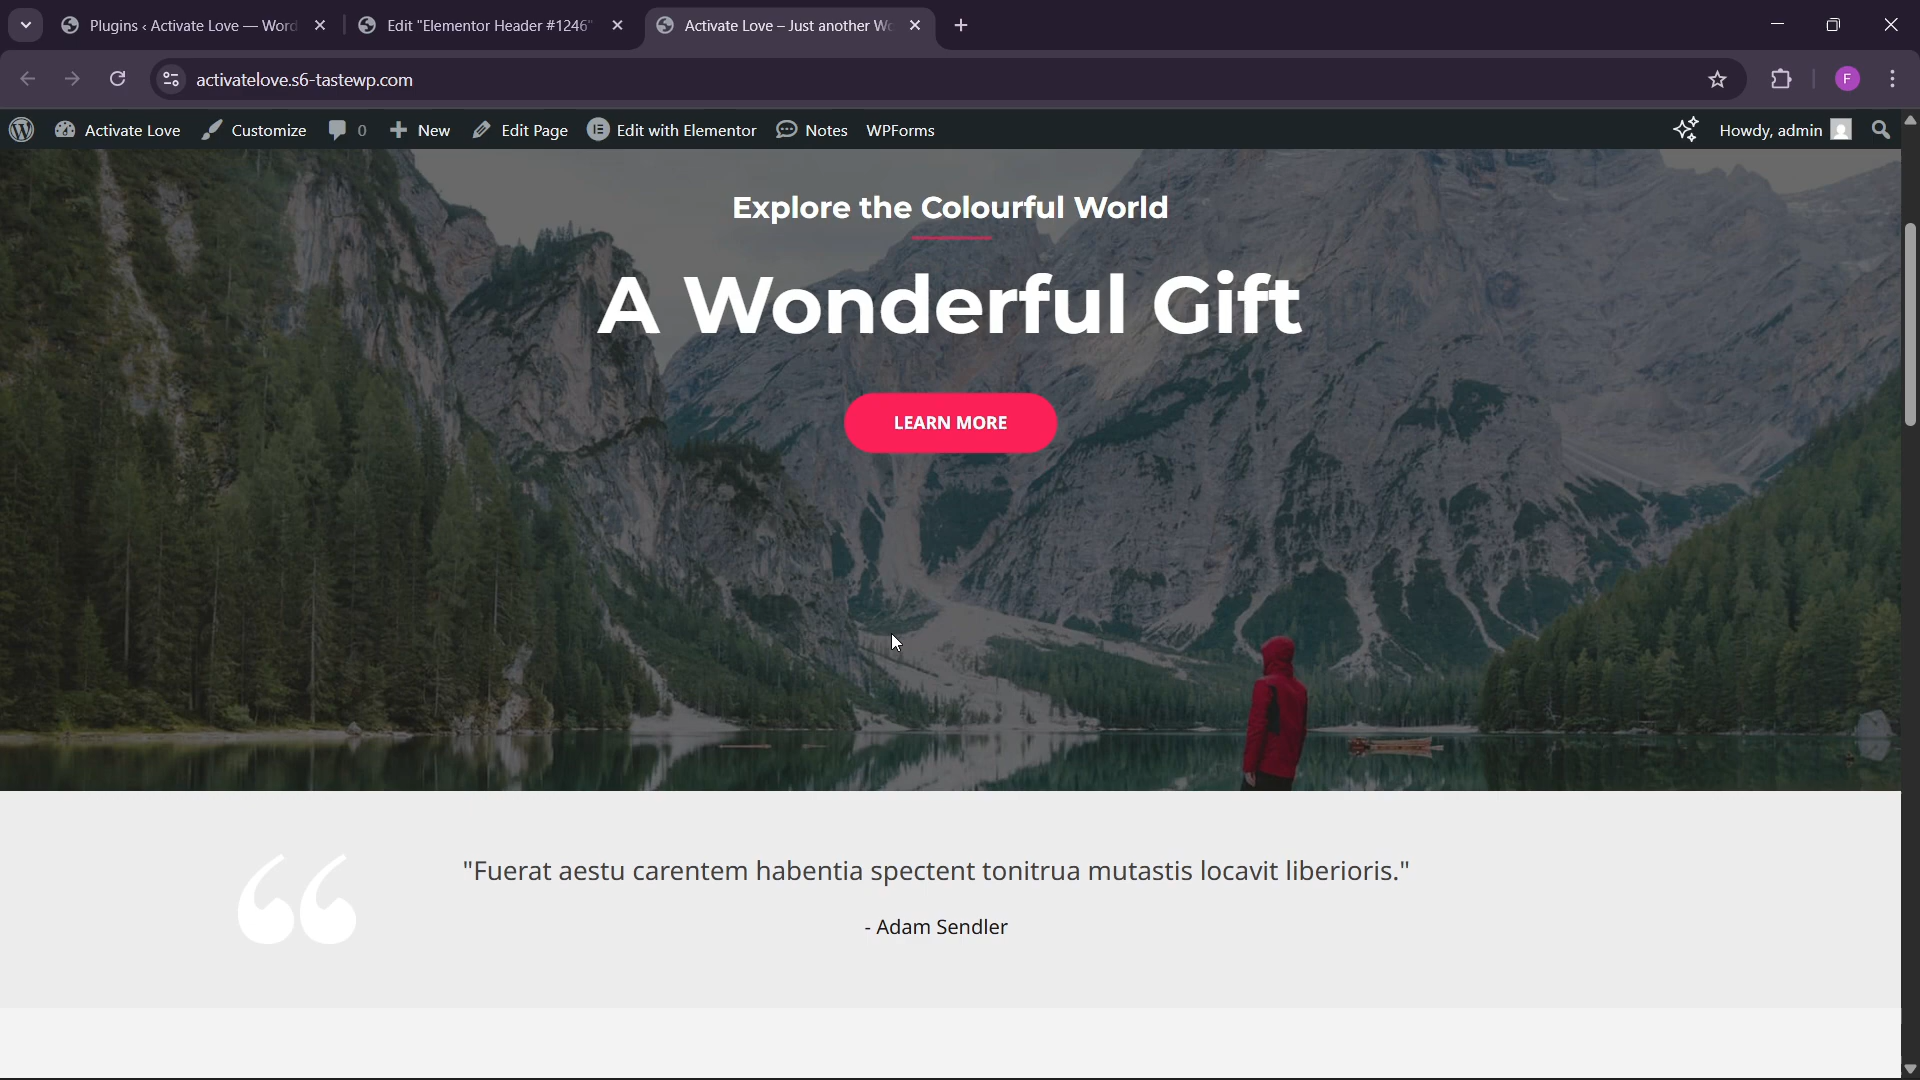 Plugins ‹ Activate Love — Word
Edit "Elementor Header #1246"
Activate Love – Just another Wo
activatelove.s6-tastewp.com
F
Activate Love
Customize
0
New
Edit Page
Edit with Elementor
Notes
WPForms
Howdy, admin
Explore the Colourful World
A Wonderful Gift
LEARN MORE
"Fuerat aestu carentem habentia spectent tonitrua mutastis locavit liberioris."
- Adam Sendler